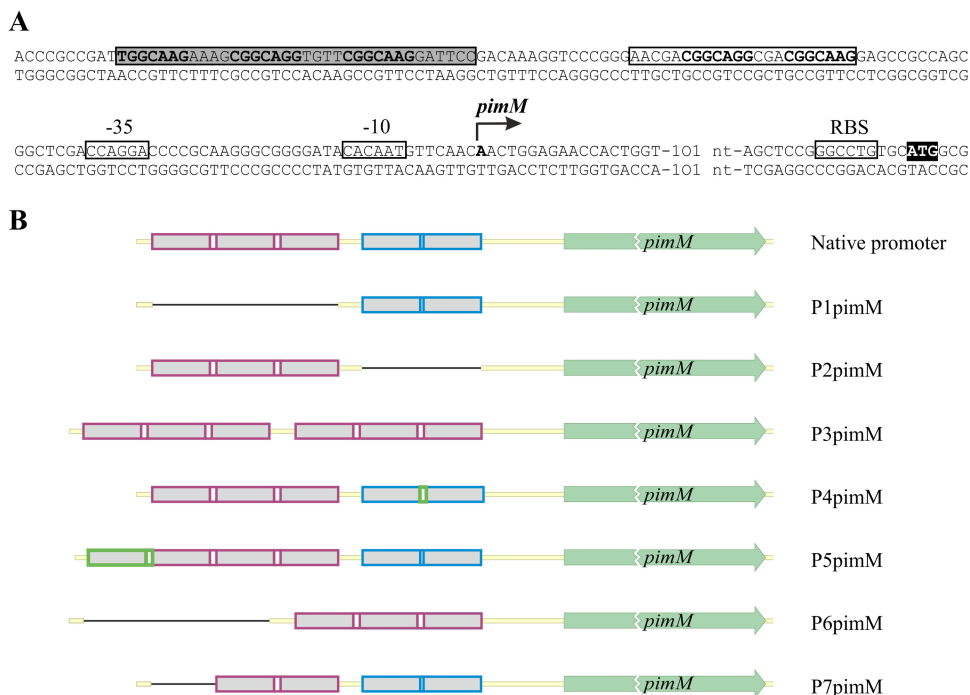 A
ACCCGCCGATTGGCAAGAAAGCGGCAGGTGTTCGGCAAGGATTCCGACAAAGGTCCCGGGAACGACGGCAGGCGACGGCAAGGAGCCGCCAGC
TGGGCGGCTAACCGTTCTTTCGCCGTCCACAAGCCGTTCCTAAGGCTGTTTCCAGGGCCCTTGCTGCCGTCCGCTGCCGTTCCTCGGCGGTCG
-35 -10 pimM RBS
GGCTCGACCAGGACCCCGCAAGGGCGGGGATACACAATGTTCAACAACTGGAGAACCACTGGT-101 nt-AGCTCCGGGCCTGTGCATGGCG
CCGAGCTGGTCCTGGGGCGTTCCCGCCCCTATGTGTTACAAGTTGTTGACCTCTTGGTGACCA-101 nt-TCGAGGCCCGGACACGTACCGC
B
pimM Native promoter
pimM P1pimM
pimM P2pimM
pimM P3pimM
pimM P4pimM
pimM P5pimM
pimM P6pimM
pimM P7pimM